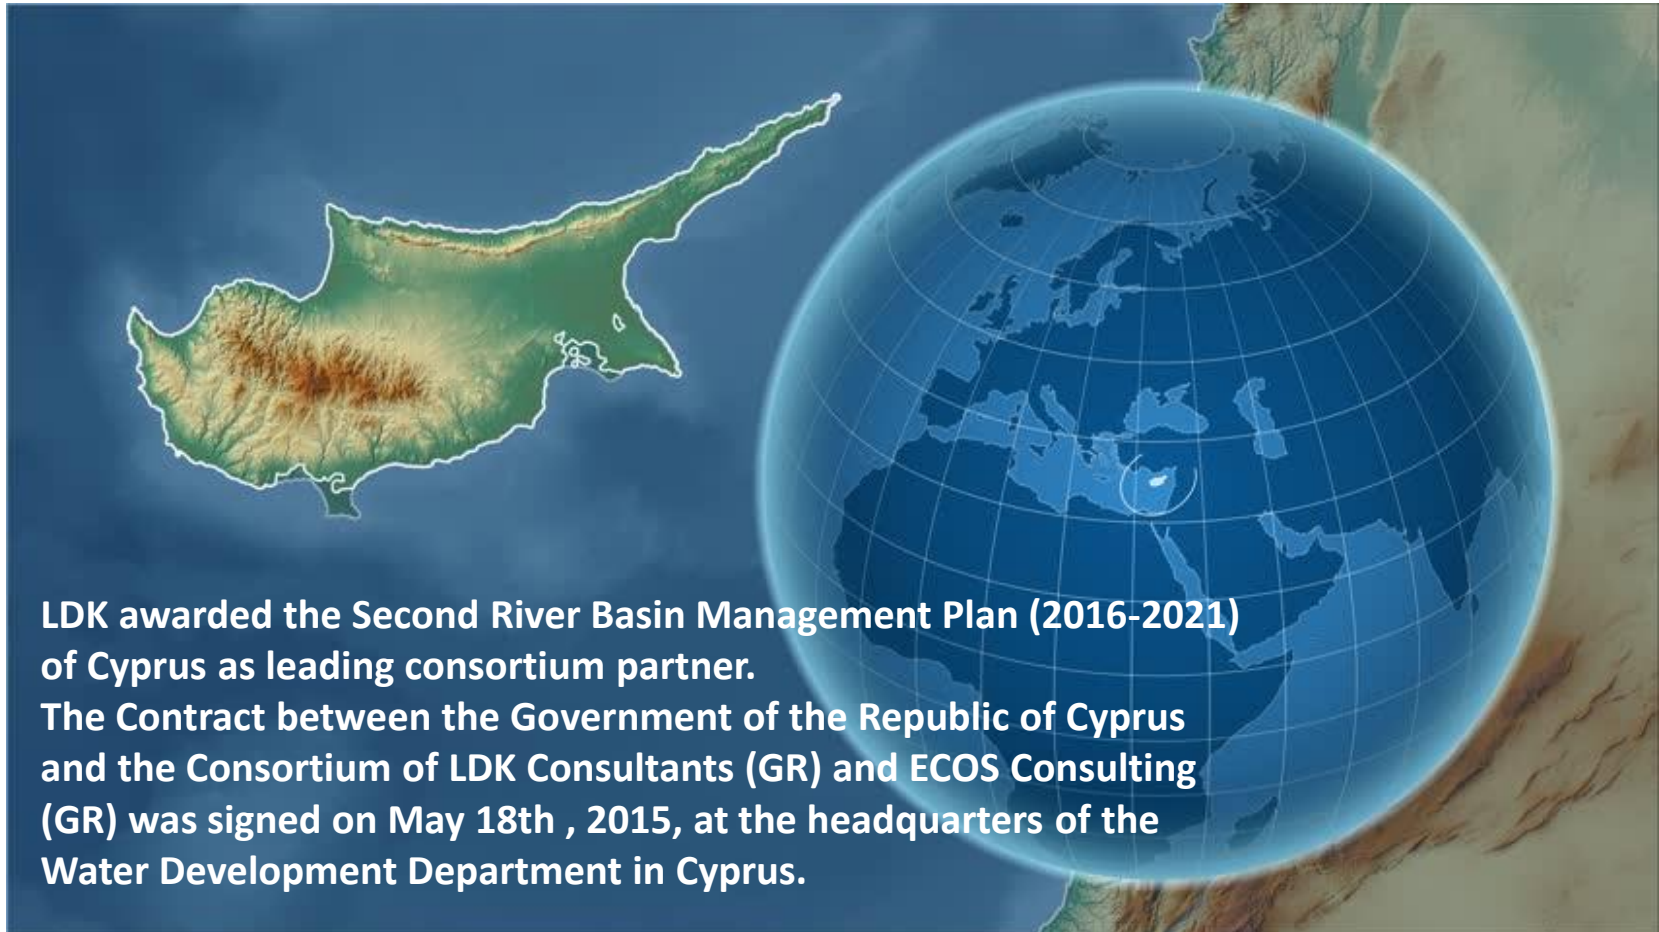 LDK awarded the Second River Basin Management Plan (2016-2021)
of Cyprus as leading consortium partner.
The Contract between the Government of the Republic of Cyprus
and the Consortium of LDK Consultants (GR) and ECOS Consulting
(GR) was signed on May 18th , 2015, at the headquarters of the
Water Development Department in Cyprus.